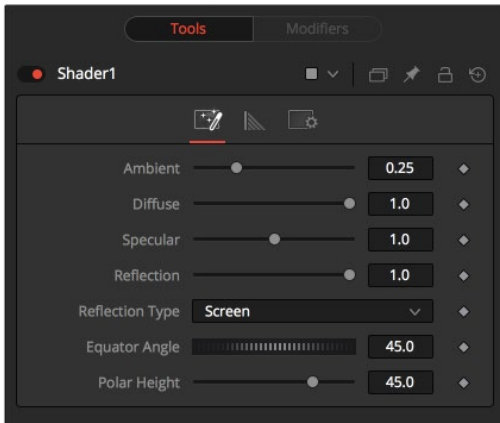 Tools Modifiers
Shader1
Ambient 0.25
Diffuse 1.0
Specular 1.0
Reflection 1.0
Reflection Type Screen
Equator Angle 45.0
Polar Height 45.0